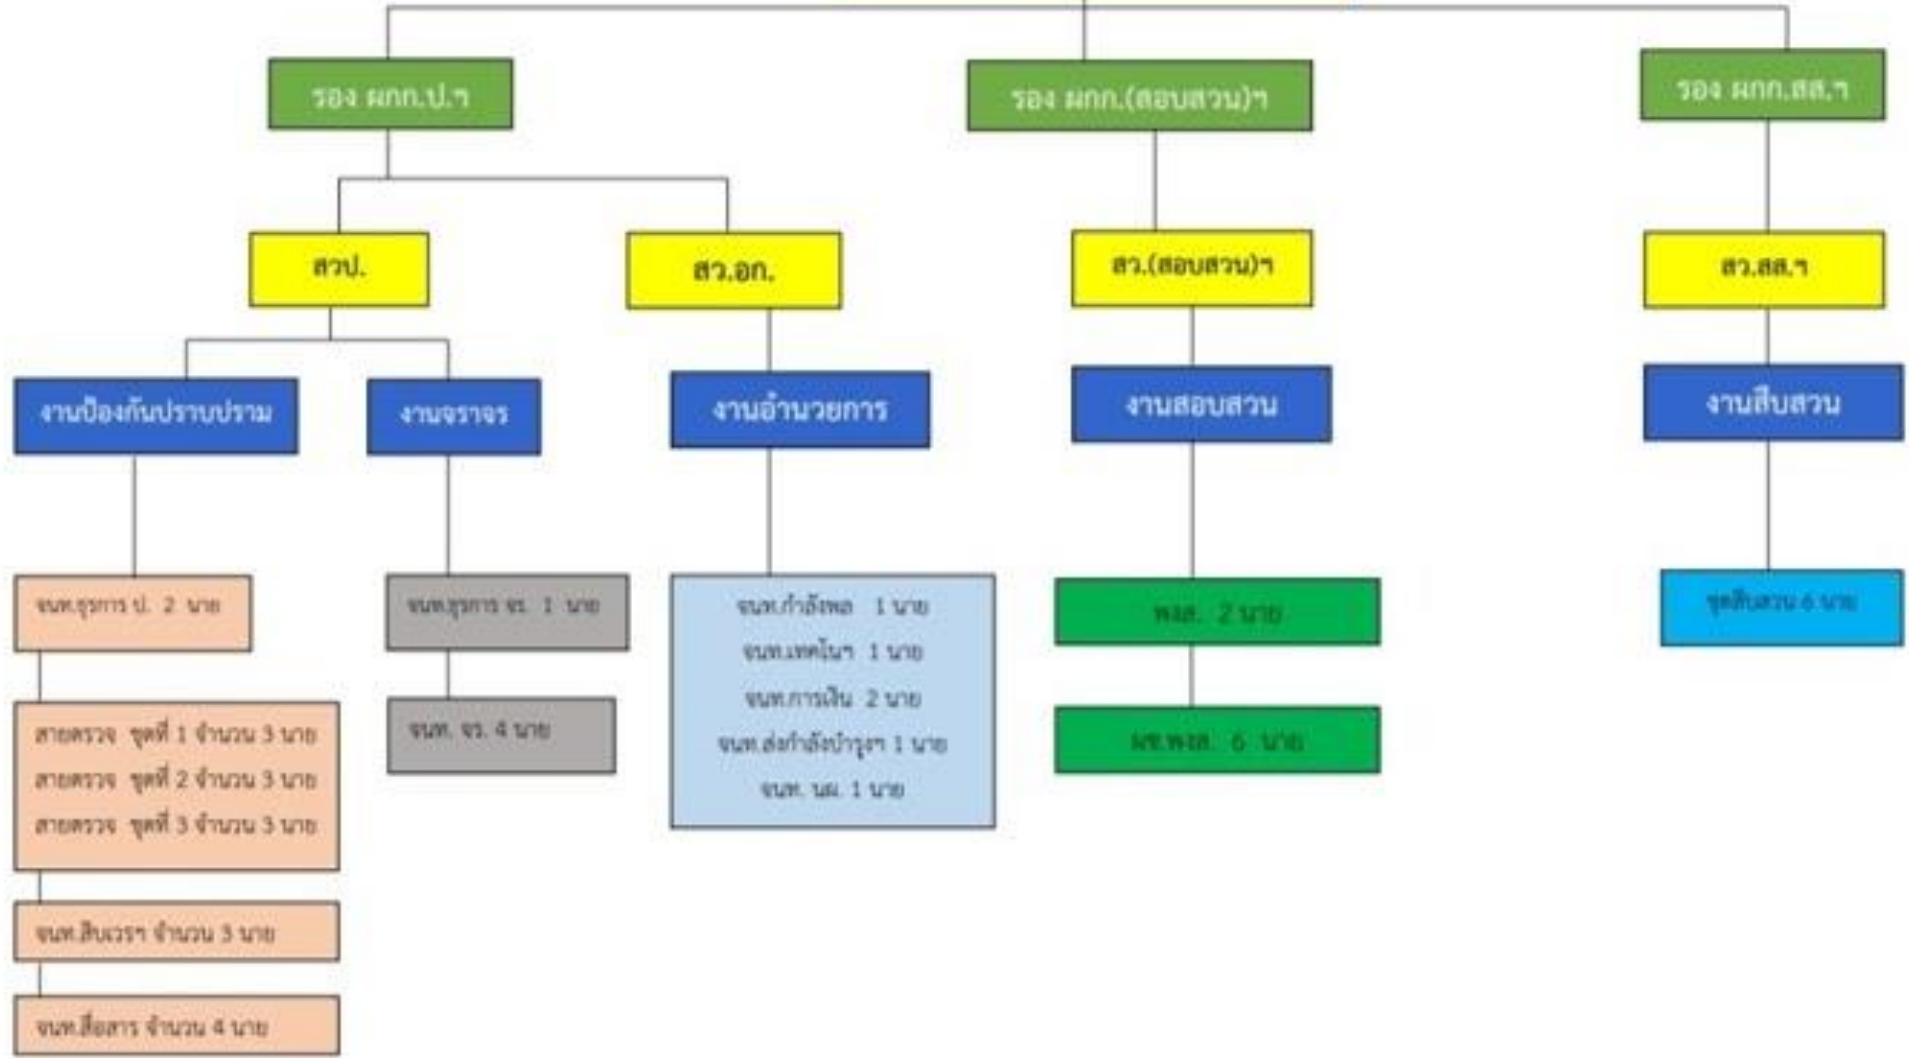 รอง ผกก.ป.ฯ
รอง ผกก.(สอบสวน)ฯ
รอง ผกก.สส.ฯ
สวป.
สว.อก.
สว.(สอบสวน)ฯ
สว.สส.ฯ
งานป้องกันปราบปราม
งานจราจร
งานอำนวยการ
งานสอบสวน
งานสืบสวน
จนท.ธุรการ ป. 2 นาย
สายตรวจ ชุดที่ 1 จำนวน 3 นาย
สายตรวจ ชุดที่ 2 จำนวน 3 นาย
สายตรวจ ชุดที่ 3 จำนวน 3 นาย
จนท.สิบเวรฯ จำนวน 3 นาย
จนท.สื่อสาร จำนวน 4 นาย
จนท.ธุรการ จร. 1 นาย
จนท. จร. 4 นาย
จนท.กำลังพล 1 นาย
จนท.เทคโนฯ 1 นาย
จนท.การเงิน 2 นาย
จนท.ส่งกำลังบำรุงฯ 1 นาย
จนท. นผ. 1 นาย
พงส. 2 นาย
ผช.พงส. 6 นาย
ชุดสืบสวน 6 นาย